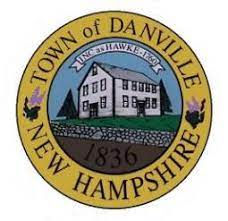 TOWN of DANVILLE
INC as HAWKE-1760
1836
NEW HAMPSHIRE